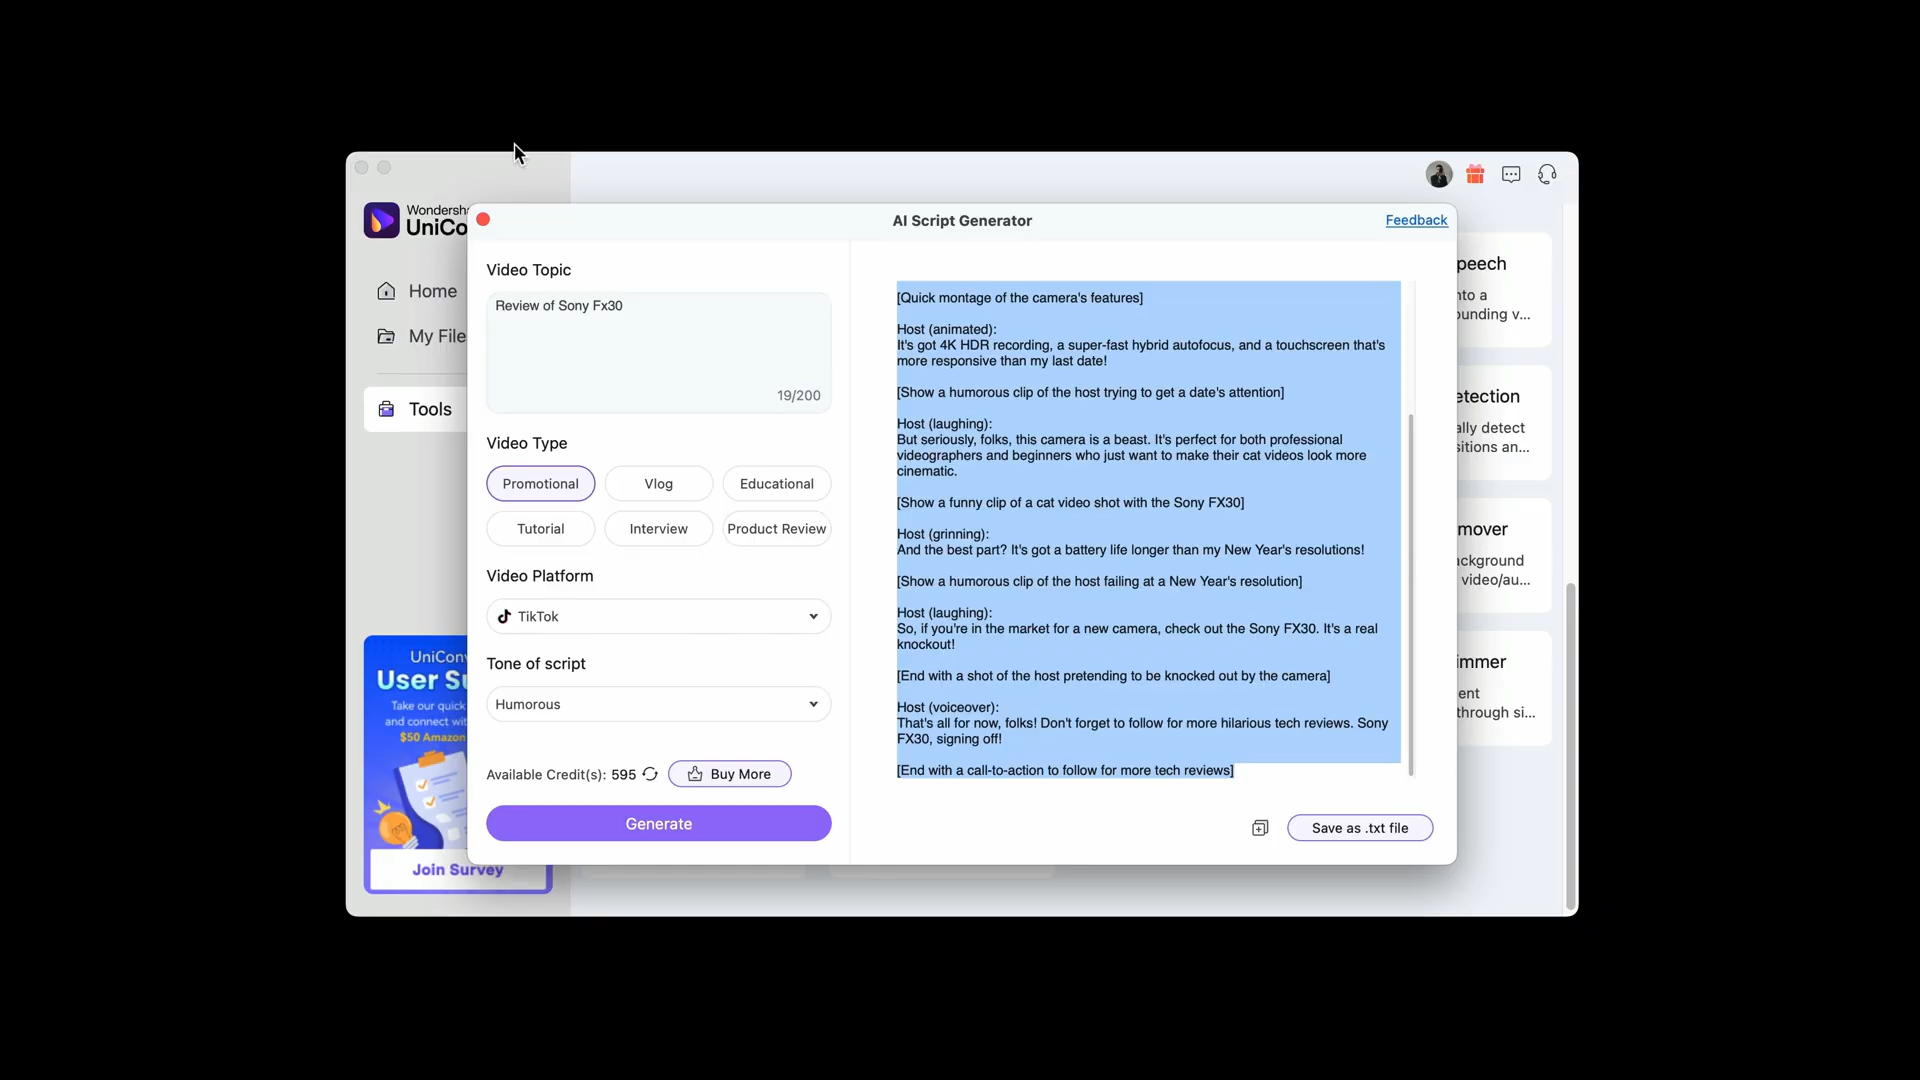 AI Script Generator
Feedback
Wondersha
UniCo
Home
My File
Tools
UniConv
User Su
Take our quick
and connect wit
$50 Amazon
Join Survey
Video Topic
Review of Sony Fx30
19/200
Video Type
Promotional
Vlog
Educational
Tutorial
Interview
Product Review
Video Platform
TikTok
Tone of script
Humorous
Available Credit(s): 595
Buy More
Generate
[Quick montage of the camera's features]
Host (animated):
It's got 4K HDR recording, a super-fast hybrid autofocus, and a touchscreen that's
more responsive than my last date!
[Show a humorous clip of the host trying to get a date's attention]
Host (laughing):
But seriously, folks, this camera is a beast. It's perfect for both professional
videographers and beginners who just want to make their cat videos look more
cinematic.
[Show a funny clip of a cat video shot with the Sony FX30]
Host (grinning):
And the best part? It's got a battery life longer than my New Year's resolutions!
[Show a humorous clip of the host failing at a New Year's resolution]
Host (laughing):
So, if you're in the market for a new camera, check out the Sony FX30. It's a real
knockout!
[End with a shot of the host pretending to be knocked out by the camera]
Host (voiceover):
That's all for now, folks! Don't forget to follow for more hilarious tech reviews. Sony
FX30, signing off!
[End with a call-to-action to follow for more tech reviews]
Save as .txt file
peech
nto a
ounding v...
etection
ally detect
sitions an...
mover
ackground
video/au...
immer
ent
through si...